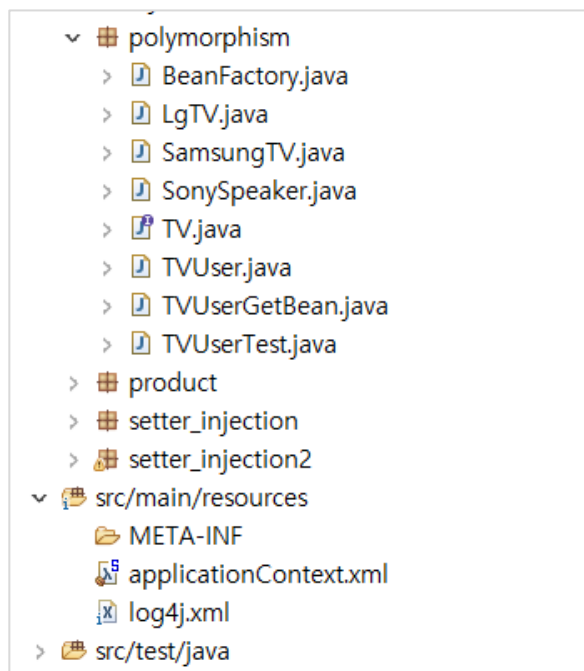 polymorphism
BeanFactory.java
LgTV.java
SamsungTV.java
SonySpeaker.java
TV.java
TVUser.java
TVUserGetBean.java
TVUserTest.java
product
setter_injection
setter_injection2
src/main/resources
META-INF
applicationContext.xml
log4j.xml
src/test/java